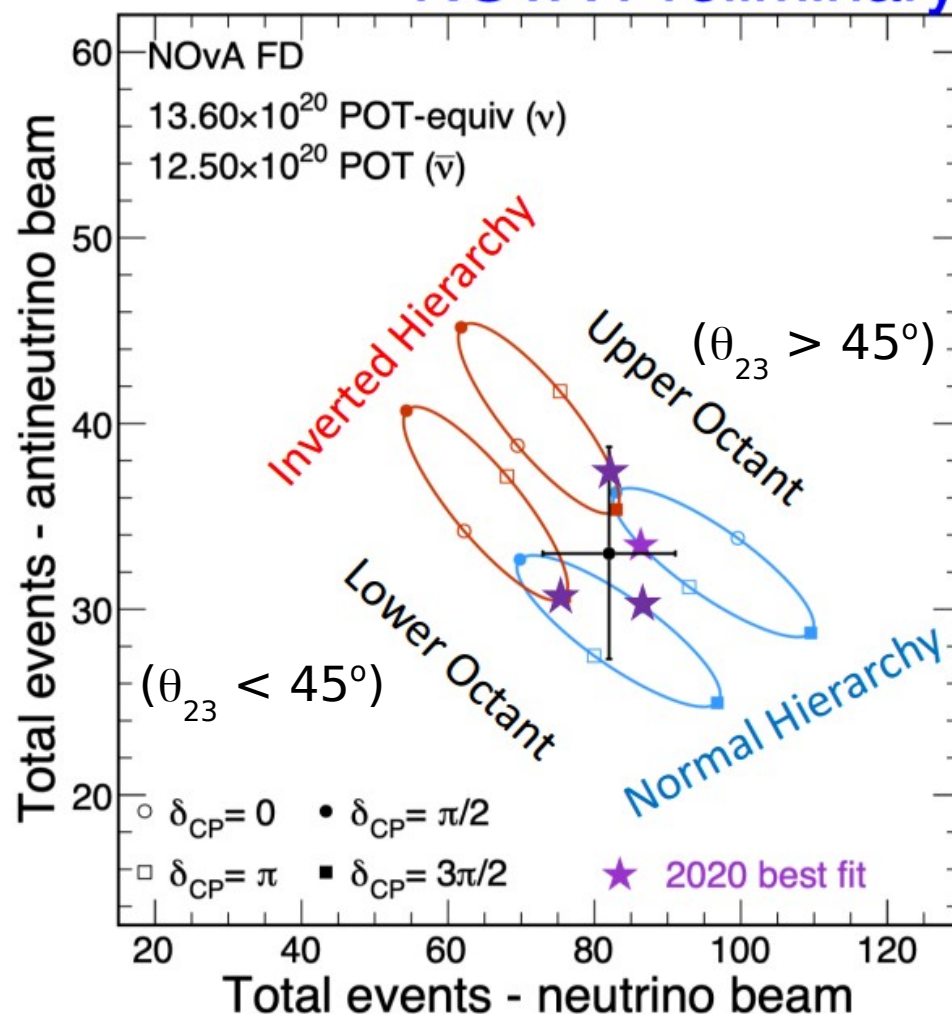 60
50
40
30
20
NOvA FD
13.60×10²⁰ POT-equiv (ν)
12.50×10²⁰ POT (ν̅)
Inverted Hierarchy
Upper Octant
(θ₂₃ > 45º)
Lower Octant
(θ₂₃ < 45º)
Normal Hierarchy
○ δCP= 0
● δCP= π/2
□ δCP= π
■ δCP= 3π/2
★ 2020 best fit
20 40 60 80 100 120
Total events - neutrino beam
Total events - antineutrino beam